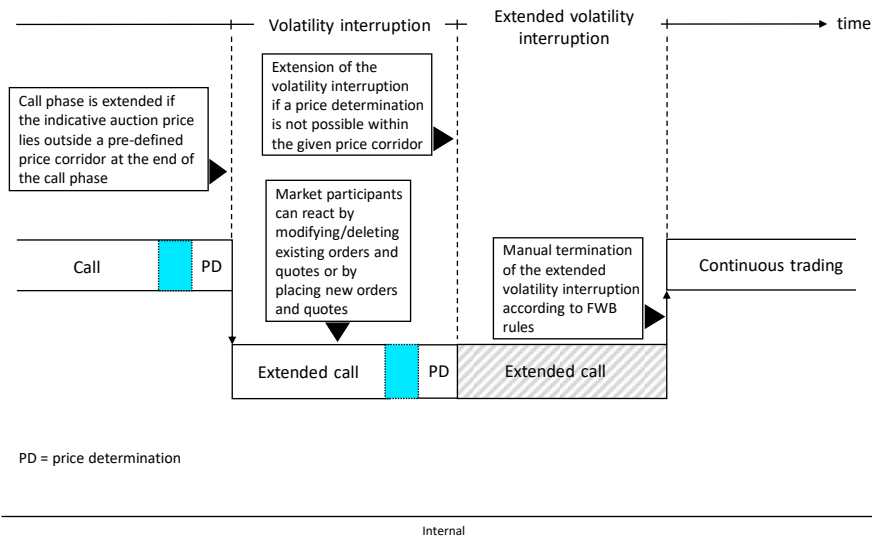 Volatility interruption
Extended volatility
interruption
time
Call phase is extended if
the indicative auction price
lies outside a pre-defined
price corridor at the end of
the call phase
Extension of the
volatility interruption
if a price determination
is not possible within
the given price corridor
Market participants
can react by
modifying/deleting
existing orders and
quotes or by
placing new orders
and quotes
Manual termination
of the extended
volatility interruption
according to FWB
rules
Call
PD
Continuous trading
Extended call
PD
Extended call
PD = price determination
Internal